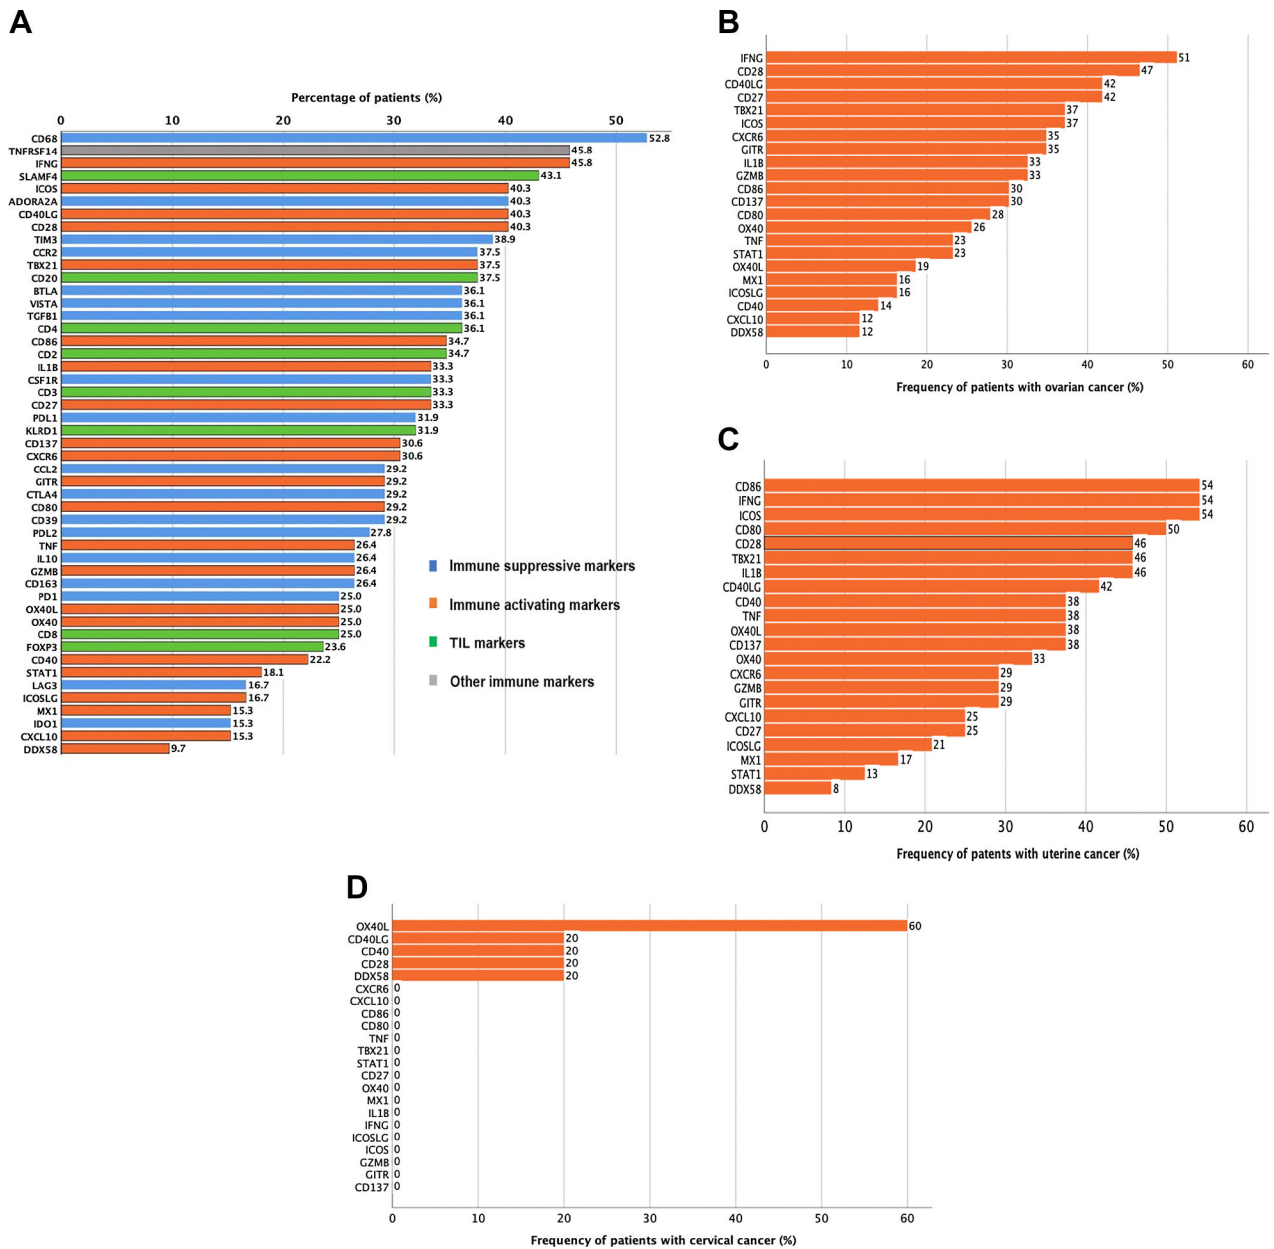 A
Percentage of patients (%)
0 10 20 30 40 50
CD68 52.8
TNFRSF14 45.8
IFNG 45.8
SLAMF4 43.1
ICOS 40.3
ADORA2A 40.3
CD40LG 40.3
CD28 40.3
TIM3 38.9
CCR2 37.5
TBX21 37.5
CD20 37.5
BTLA 36.1
VISTA 36.1
TGFB1 36.1
CD4 36.1
CD86 34.7
CD2 34.7
IL1B 33.3
CSF1R 33.3
CD3 33.3
CD27 33.3
PDL1 31.9
KLRD1 31.9
CD137 30.6
CXCR6 30.6
CCL2 29.2
GITR 29.2
CTLA4 29.2
CD80 29.2
CD39 29.2
PDL2 27.8
TNF 26.4
IL10 26.4
GZMB 26.4
CD163 26.4
PD1 25.0
OX40L 25.0
OX40 25.0
CD8 25.0
FOXP3 23.6
CD40 22.2
STAT1 18.1
LAG3 16.7
ICOSLG 16.7
MX1 15.3
IDO1 15.3
CXCL10 15.3
DDX58 9.7
Immune suppressive markers
Immune activating markers
TIL markers
Other immune markers
B
IFNG 51
CD28 47
CD40LG 42
CD27 42
TBX21 37
ICOS 37
CXCR6 35
GITR 35
IL1B 33
GZMB 33
CD86 30
CD137 30
CD80 28
OX40 26
TNF 23
STAT1 23
OX40L 19
MX1 16
ICOSLG 16
CD40 14
CXCL10 12
DDX58 12
0 10 20 30 40 50 60
Frequency of patients with ovarian cancer (%)
C
CD86 54
IFNG 54
ICOS 54
CD80 50
CD28 46
TBX21 46
IL1B 46
CD40LG 42
CD40 38
TNF 38
OX40L 38
CD137 38
OX40 33
CXCR6 29
GZMB 29
GITR 29
CXCL10 25
CD27 25
ICOSLG 21
MX1 17
STAT1 13
DDX58 8
0 10 20 30 40 50 60
Frequency of patents with uterine cancer (%)
D
OX40L 60
CD40LG 20
CD40 20
CD28 20
DDX58 20
CXCR6 0
CXCL10 0
CD86 0
CD80 0
TNF 0
TBX21 0
STAT1 0
CD27 0
OX40 0
MX1 0
IL1B 0
IFNG 0
ICOSLG 0
ICOS 0
GZMB 0
GITR 0
CD137 0
0 10 20 30 40 50 60
Frequency of patients with cervical cancer (%)